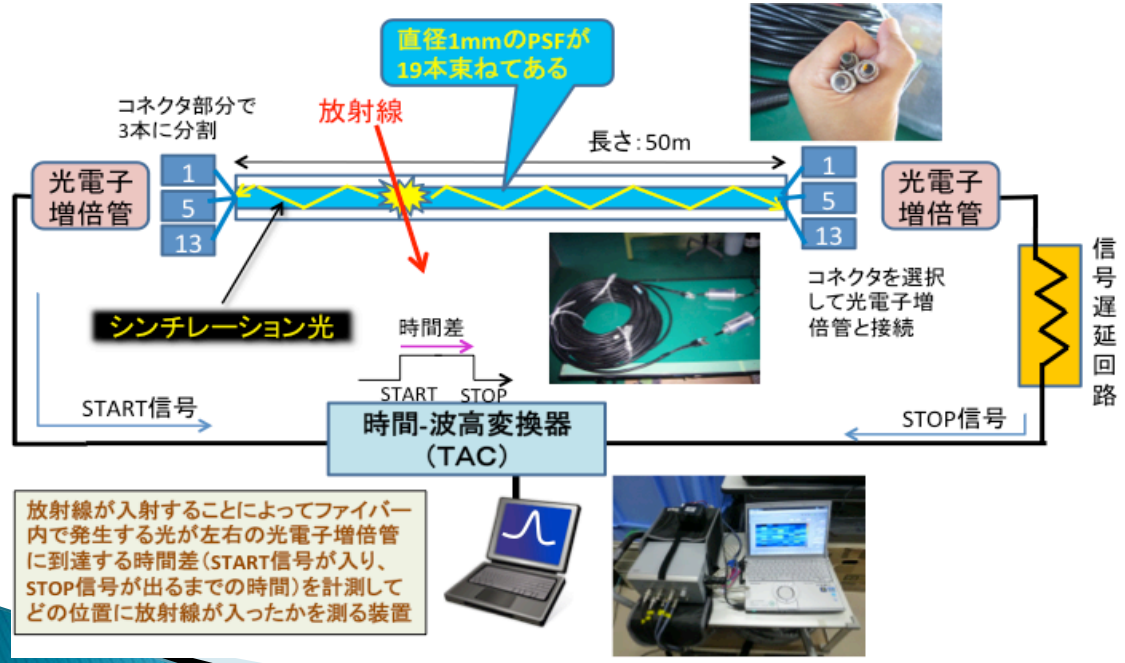 直径1mmのPSFが
19本束ねてある
コネクタ部分で
3本に分割
放射線
長さ:50m
光電子
増倍管
1
5
13
1
5
13
光電子
増倍管
シンチレーション光
コネクタを選択
して光電子増
倍管と接続
信号遅延回路
時間差
START
STOP
START信号
STOP信号
時間-波高変換器
(TAC)
放射線が入射することによってファイバー
内で発生する光が左右の光電子増倍管
に到達する時間差(START信号が入り、
STOP信号が出るまでの時間)を計測して
どの位置に放射線が入ったかを測る装置